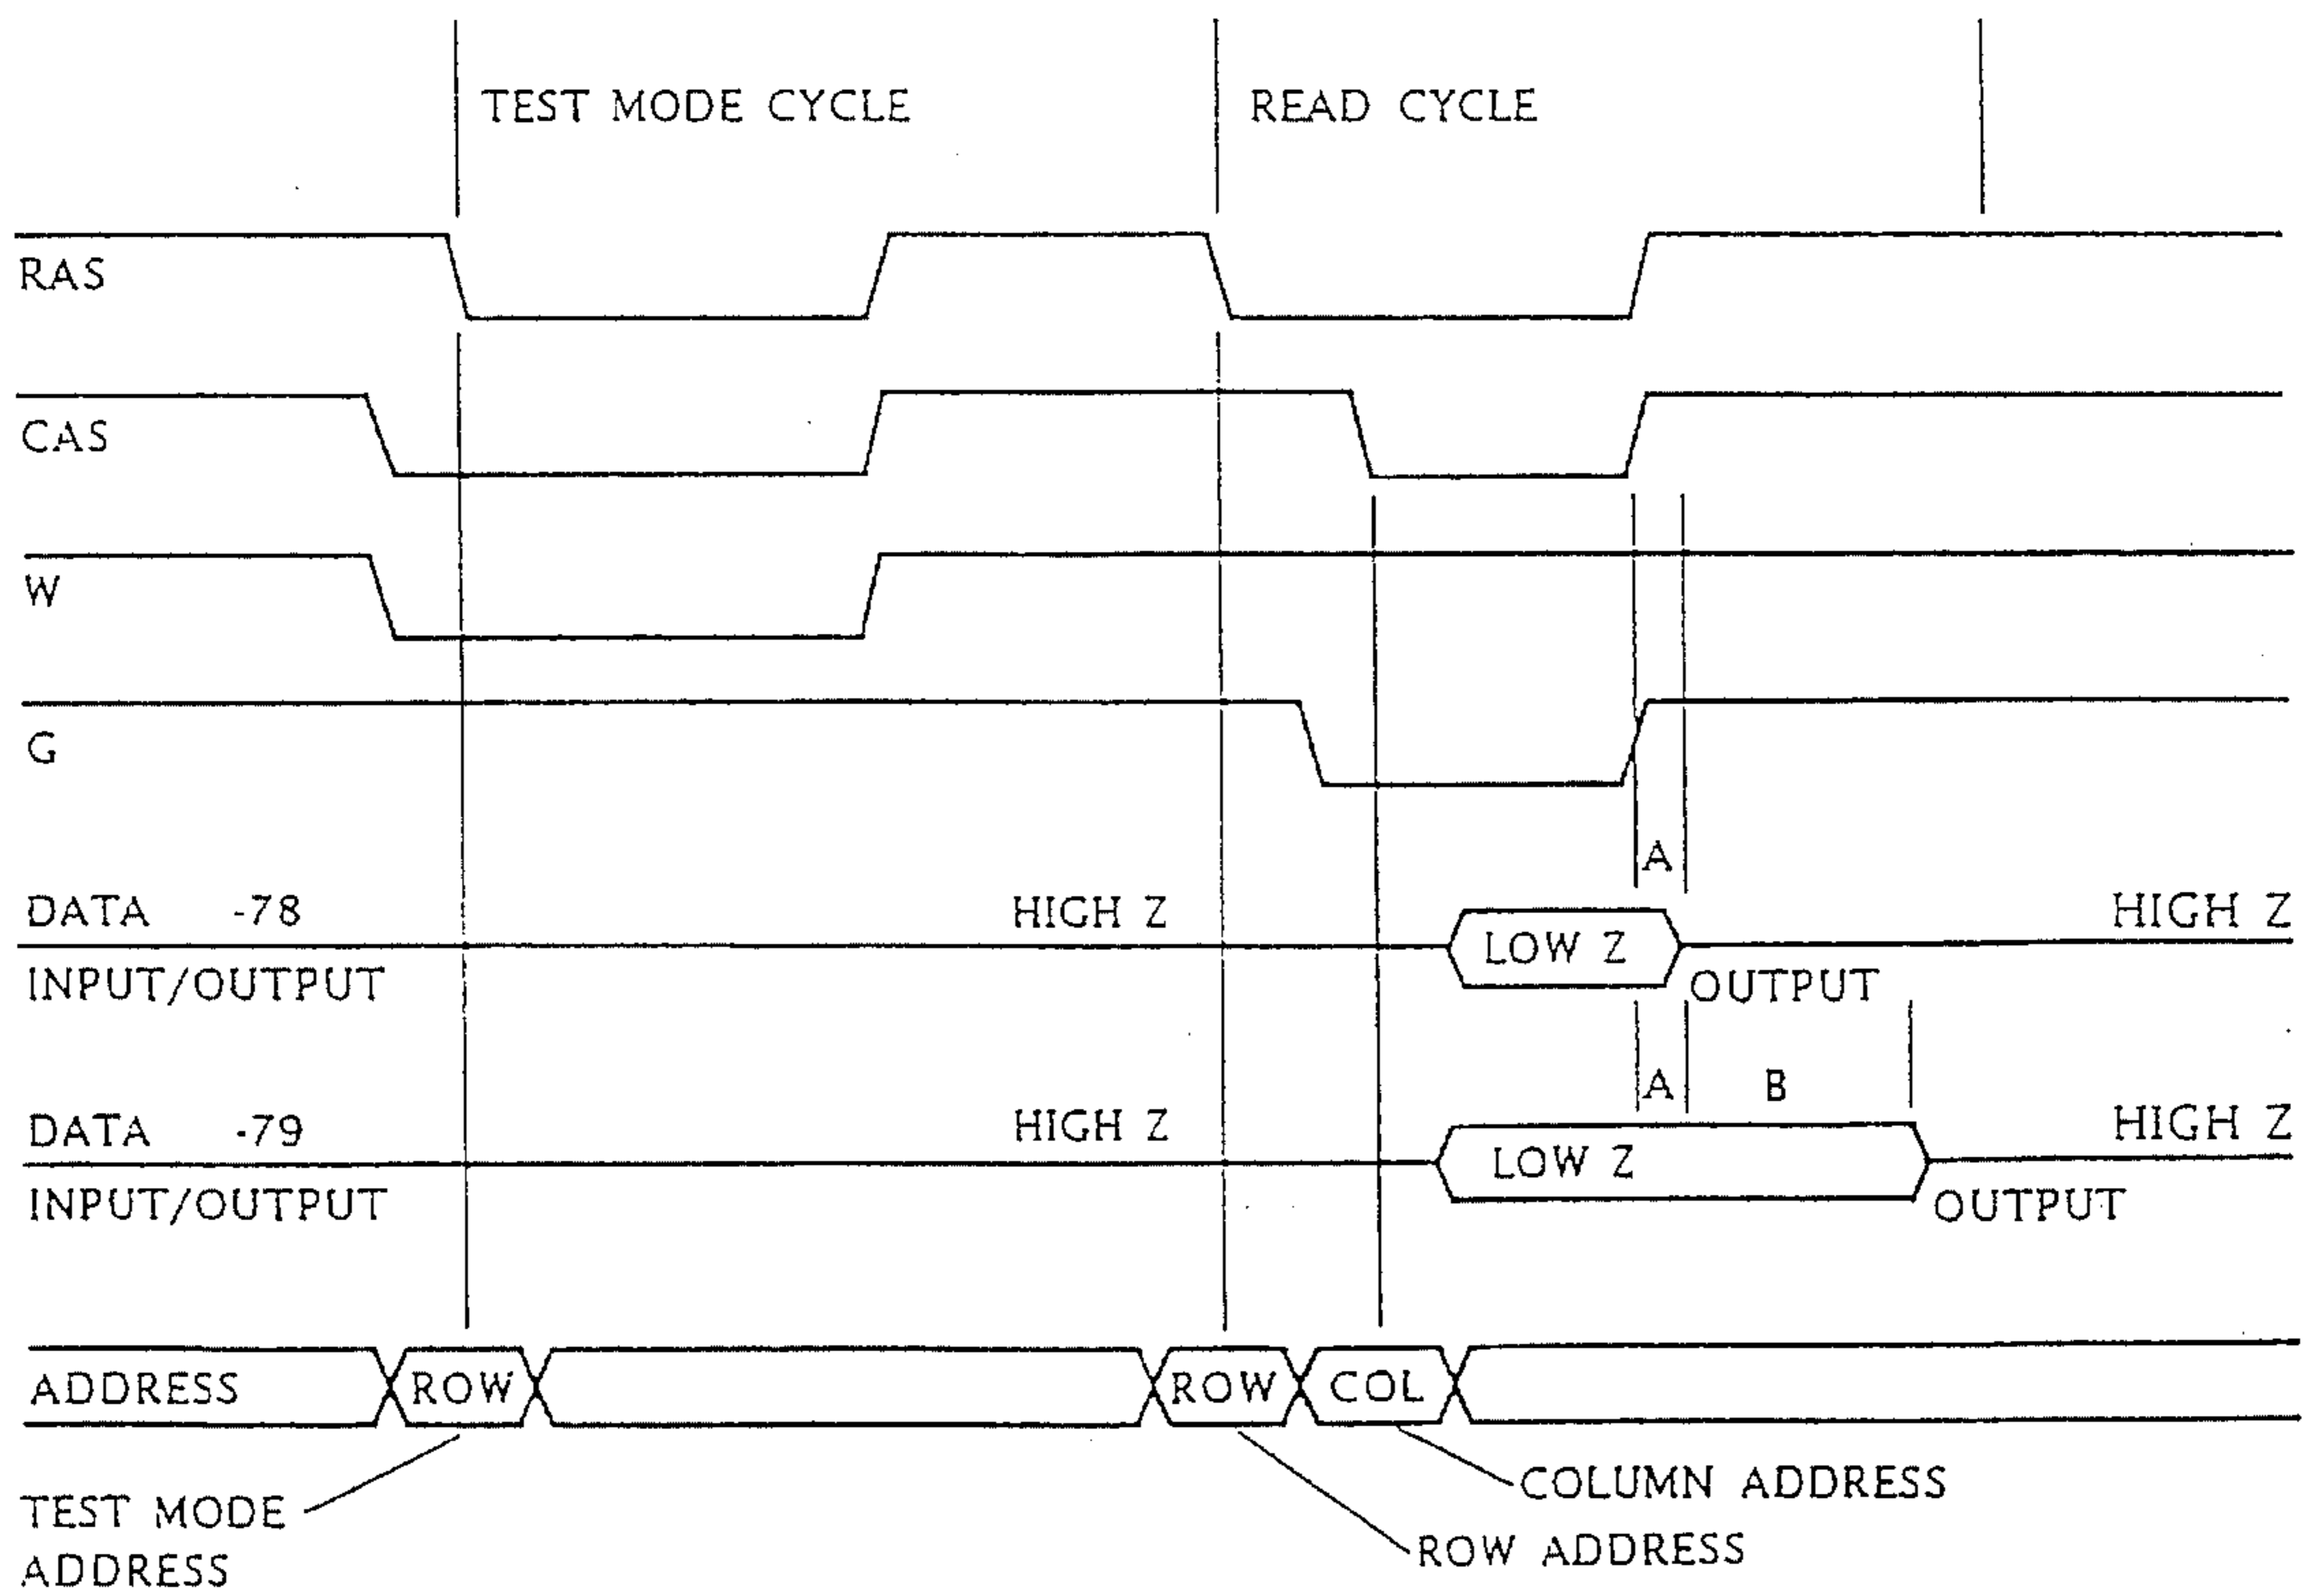 TEST MODE CYCLE
READ CYCLE
RAS
CAS
W
G
A
DATA -78
HIGH Z
HIGH Z
LOW Z
INPUT/OUTPUT
OUTPUT
A
B
DATA -79
HIGH Z
HIGH Z
LOW Z
INPUT/OUTPUT
OUTPUT
ADDRESS
ROW
ROW
COL
TEST MODE
ADDRESS
COLUMN ADDRESS
ROW ADDRESS